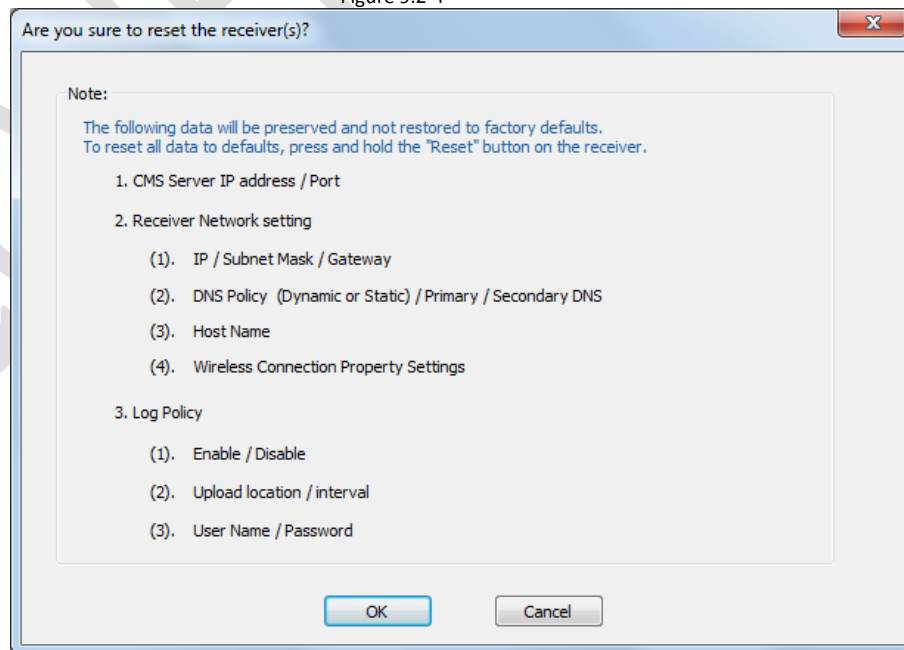 Are you sure to reset the receiver(s)?
Note:
The following data will be preserved and not restored to factory defaults.
To reset all data to defaults, press and hold the "Reset" button on the receiver.
1. CMS Server IP address / Port
2. Receiver Network setting
(1). IP / Subnet Mask / Gateway
(2). DNS Policy (Dynamic or Static) / Primary / Secondary DNS
(3). Host Name
(4). Wireless Connection Property Settings
3. Log Policy
(1). Enable / Disable
(2). Upload location / interval
(3). User Name / Password
OK Cancel